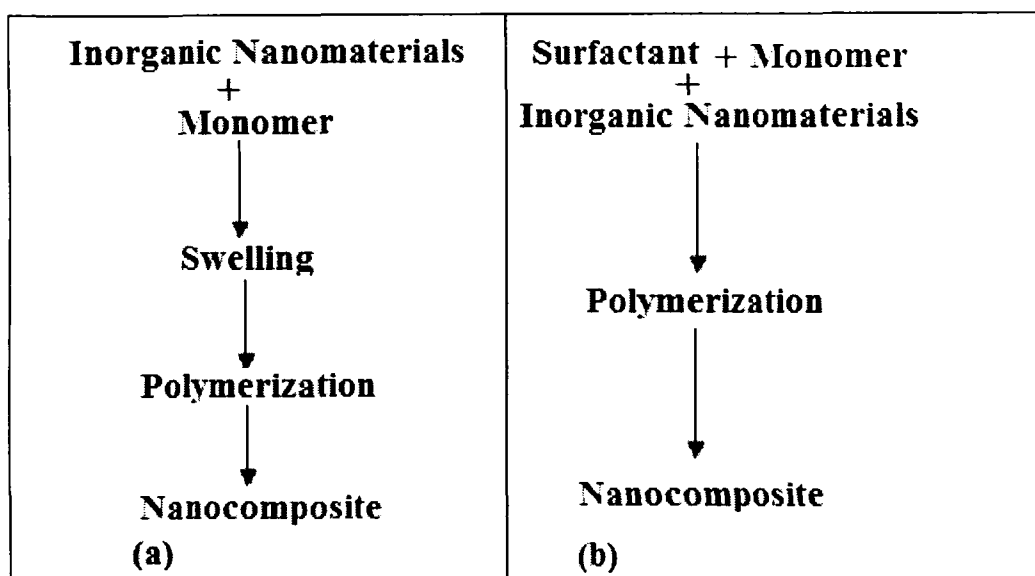 Inorganic Nanomaterials
+
Monomer
Swelling
Polymerization
Nanocomposite
(a)
Surfactant + Monomer
+
Inorganic Nanomaterials
Polymerization
Nanocomposite
(b)